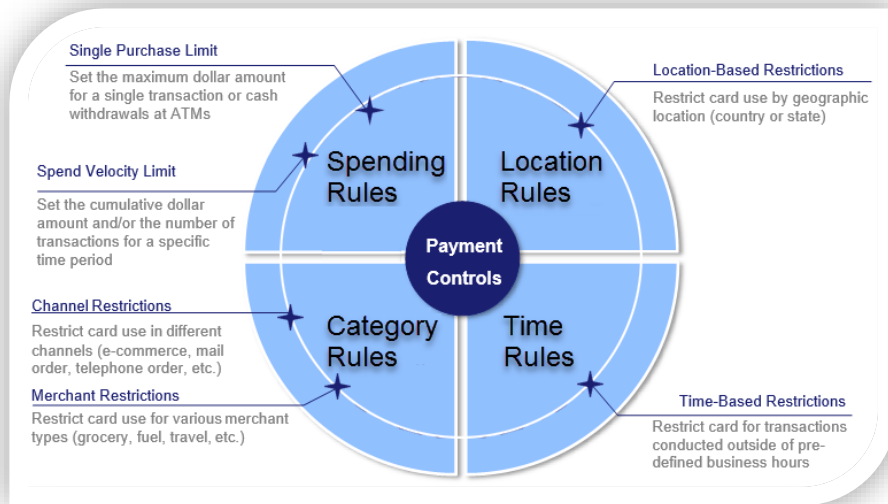 Single Purchase Limit
Set the maximum dollar amount
for a single transaction or cash
withdrawals at ATMs
Spend Velocity Limit
Set the cumulative dollar
amount and/or the number of
transactions for a specific
time period
Channel Restrictions
Restrict card use in different
channels (e-commerce, mail
order, telephone order, etc.)
Merchant Restrictions
Restrict card use for various merchant
types (grocery, fuel, travel, etc.)
Spending
Rules
Location
Rules
Payment
Controls
Category
Rules
Time
Rules
Location-Based Restrictions
Restrict card use by geographic
location (country or state)
Time-Based Restrictions
Restrict card for transactions
conducted outside of pre-
defined business hours